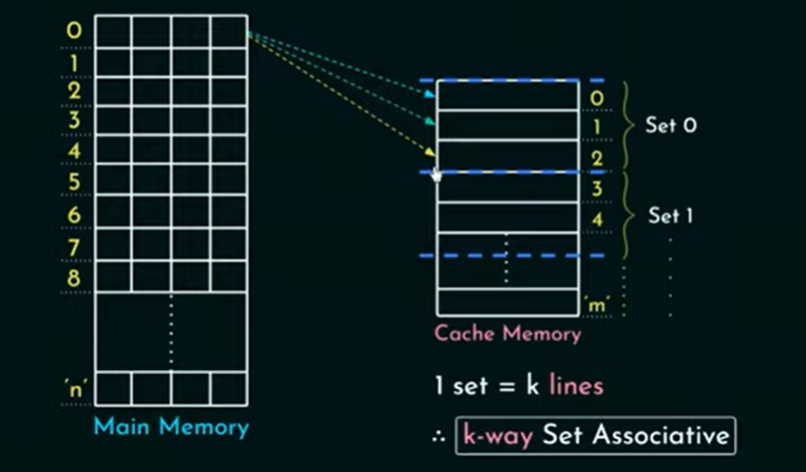 0
1
2
3
4
5
6
7
8
'n'
Main Memory
0
1
2
3
4
'm'
Set 0
Set 1
Cache Memory
1 set = k lines
∴ k-way Set Associative